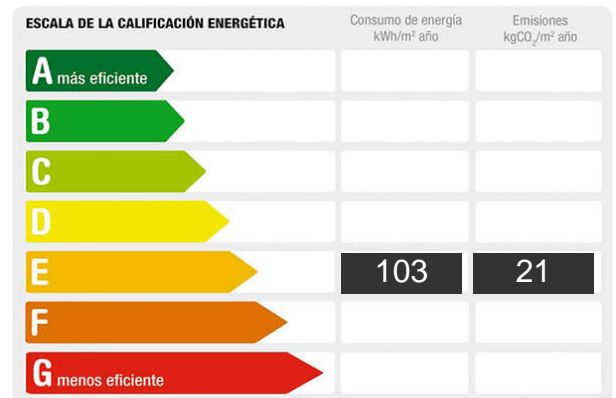 ESCALA DE LA CALIFICACIÓN ENERGÉTICA
Consumo de energía
kWh/m² año
Emisiones
kgCO₂/m² año
A más eficiente
B
C
D
E 103 21
F
G menos eficiente